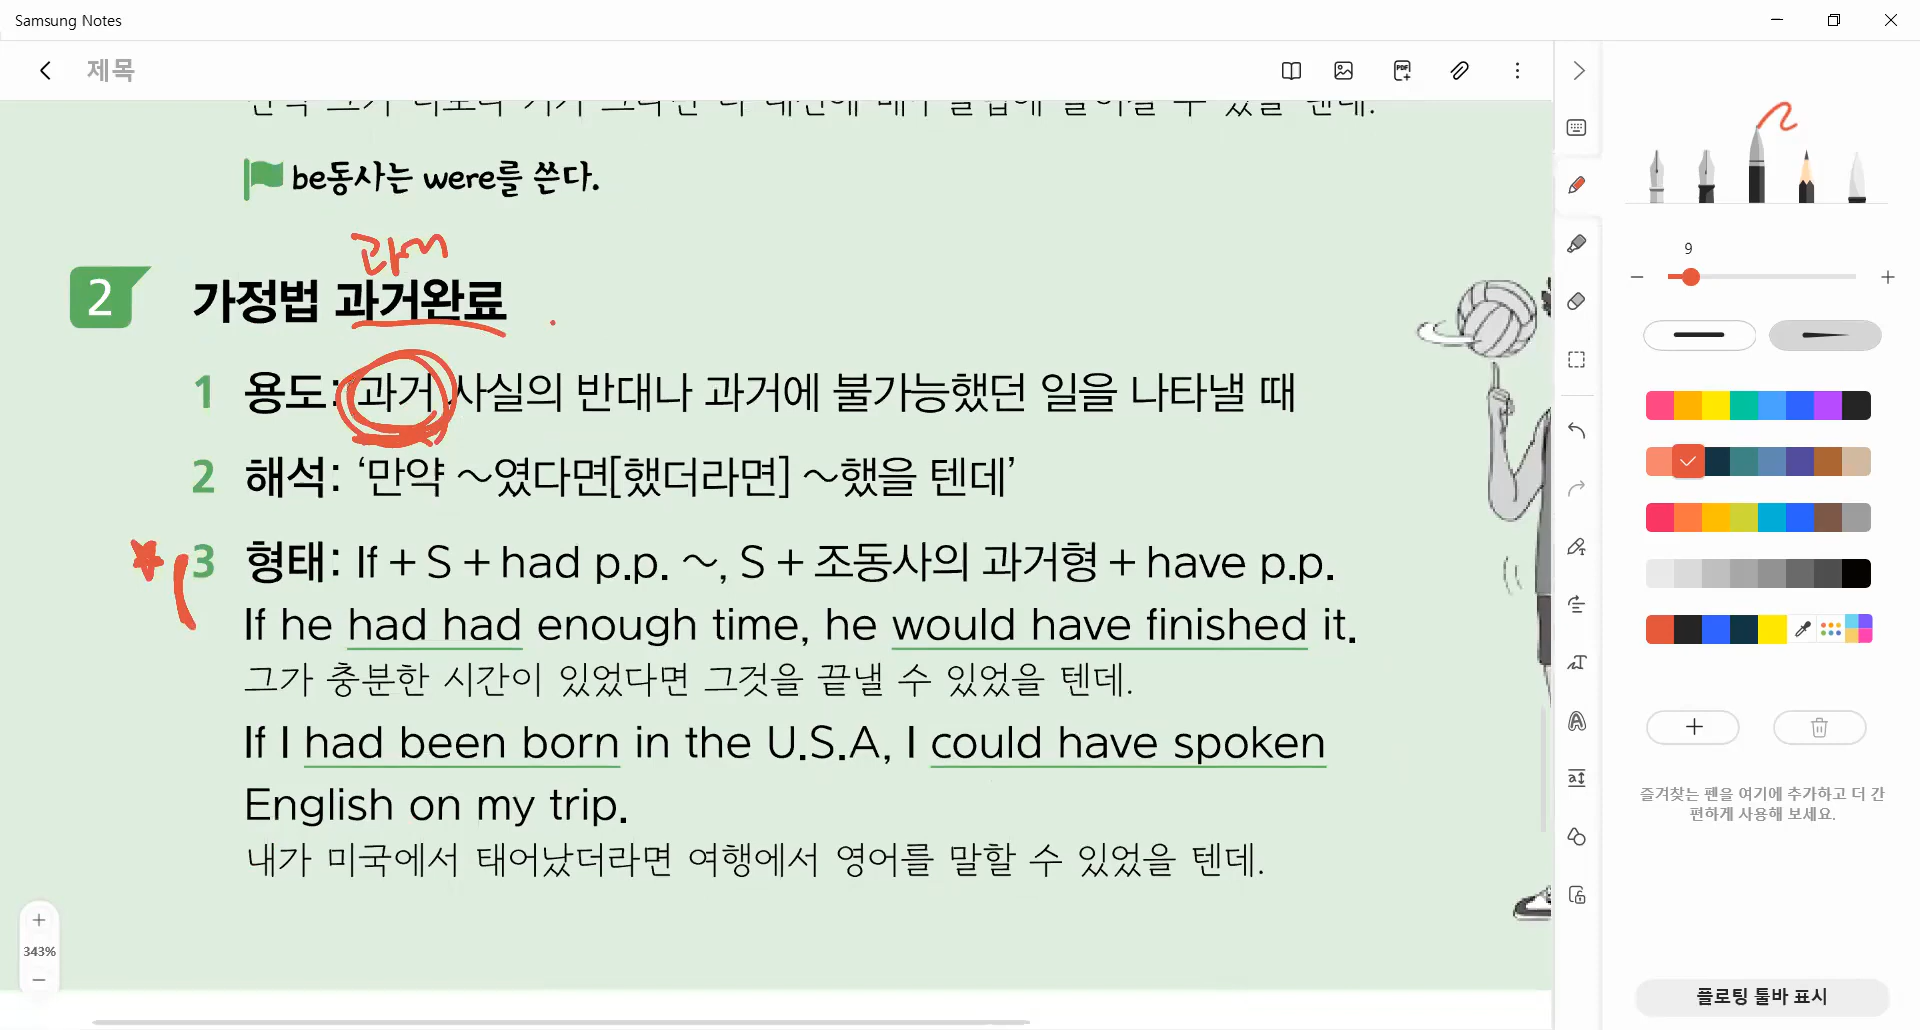 Samsung Notes
제목
be동사는 were를 쓴다.
2 가정법 과거완료
1 용도: 과거 사실의 반대나 과거에 불가능했던 일을 나타낼 때
2 해석: ‘만약 ~였다면[했더라면] ~했을 텐데’
3 형태: If + S + had p.p. ~, S + 조동사의 과거형 + have p.p.
If he had had enough time, he would have finished it.
그가 충분한 시간이 있었다면 그것을 끝낼 수 있었을 텐데.
If I had been born in the U.S.A, I could have spoken
English on my trip.
내가 미국에서 태어났더라면 여행에서 영어를 말할 수 있었을 텐데.
343%
PDF
9
즐겨찾는 펜을 여기에 추가하고 더 간
편하게 사용해 보세요.
플로팅 툴바 표시